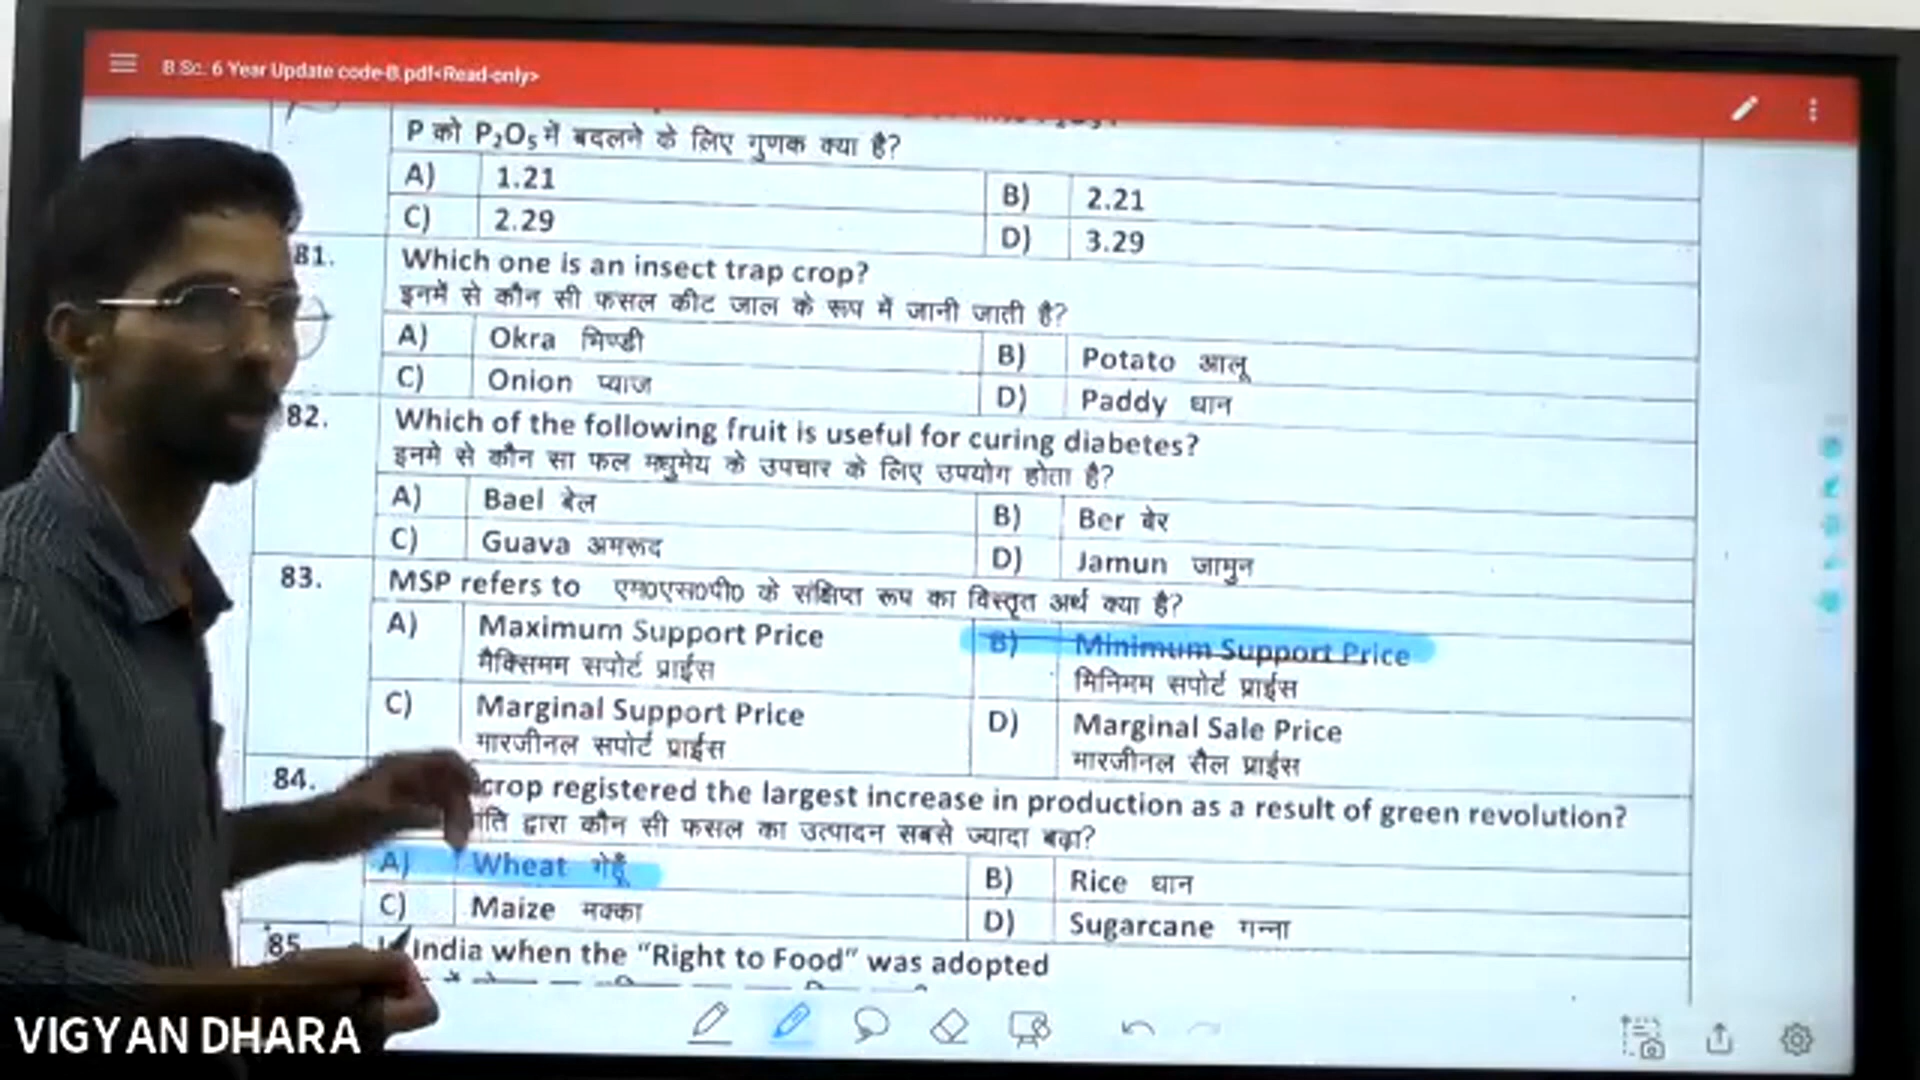 B.Sc. 6 Year Update code-B.pdf<Read-only>
P को P₂O₅ में बदलने के लिए गुणक क्या है?
A) 1.21 B) 2.21
C) 2.29 D) 3.29
81. Which one is an insect trap crop?
इनमें से कौन सी फसल कीट जाल के रूप में जानी जाती है?
A) Okra भिण्डी B) Potato आलू
C) Onion प्याज D) Paddy धान
82. Which of the following fruit is useful for curing diabetes?
इनमे से कौन सा फल मधुमेय के उपचार के लिए उपयोग होता है?
A) Bael बेल B) Ber बेर
C) Guava अमरूद D) Jamun जामुन
83. MSP refers to एम0एस0पी0 के संक्षिप्त रूप का विस्तृत अर्थ क्या है?
A) Maximum Support Price B) Minimum Support Price
मैक्सिमम सपोर्ट प्राईस मिनिमम सपोर्ट प्राईस
C) Marginal Support Price D) Marginal Sale Price
मारजीनल सपोर्ट प्राईस मारजीनल सैल प्राईस
84. crop registered the largest increase in production as a result of green revolution?
द्वारा कौन सी फसल का उत्पादन सबसे ज्यादा बढ़ा?
A) Wheat गेहूँ B) Rice धान
C) Maize मक्का D) Sugarcane गन्ना
85. India when the "Right to Food" was adopted
VIGYAN DHARA